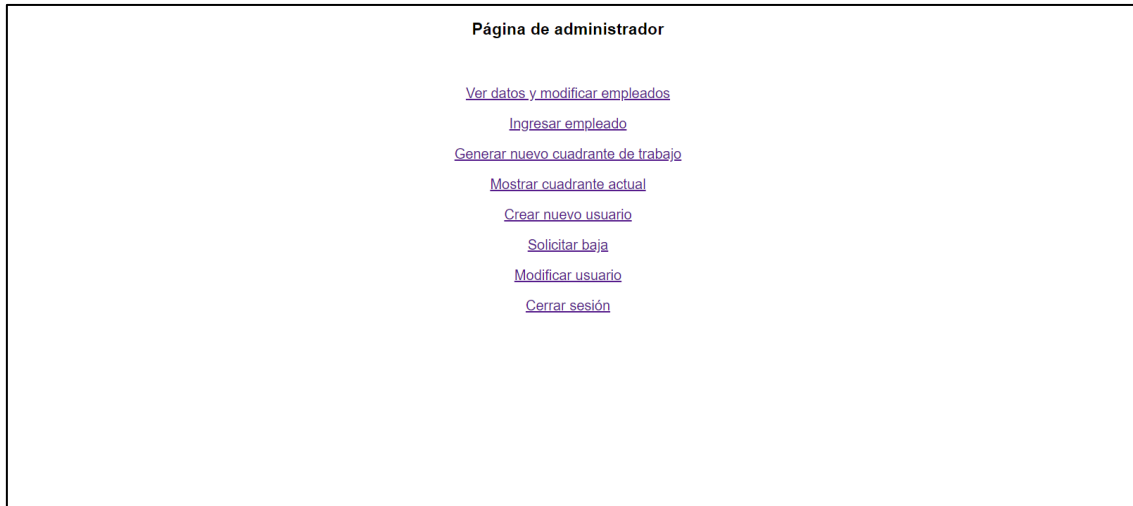 Página de administrador
Ver datos y modificar empleados
Ingresar empleado
Generar nuevo cuadrante de trabajo
Mostrar cuadrante actual
Crear nuevo usuario
Solicitar baja
Modificar usuario
Cerrar sesión